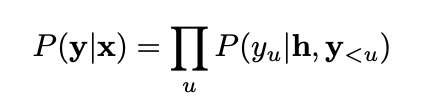 P(y|x) = ∏_u P(y_u|h, y_{<u})